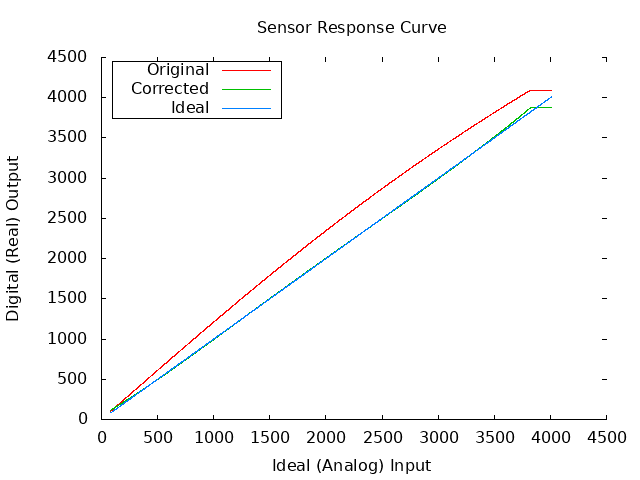 Sensor Response Curve
4500
4000
3500
3000
2500
2000
1500
1000
500
0
Original
Corrected
Ideal
Digital (Real) Output
0 500 1000 1500 2000 2500 3000 3500 4000 4500
Ideal (Analog) Input